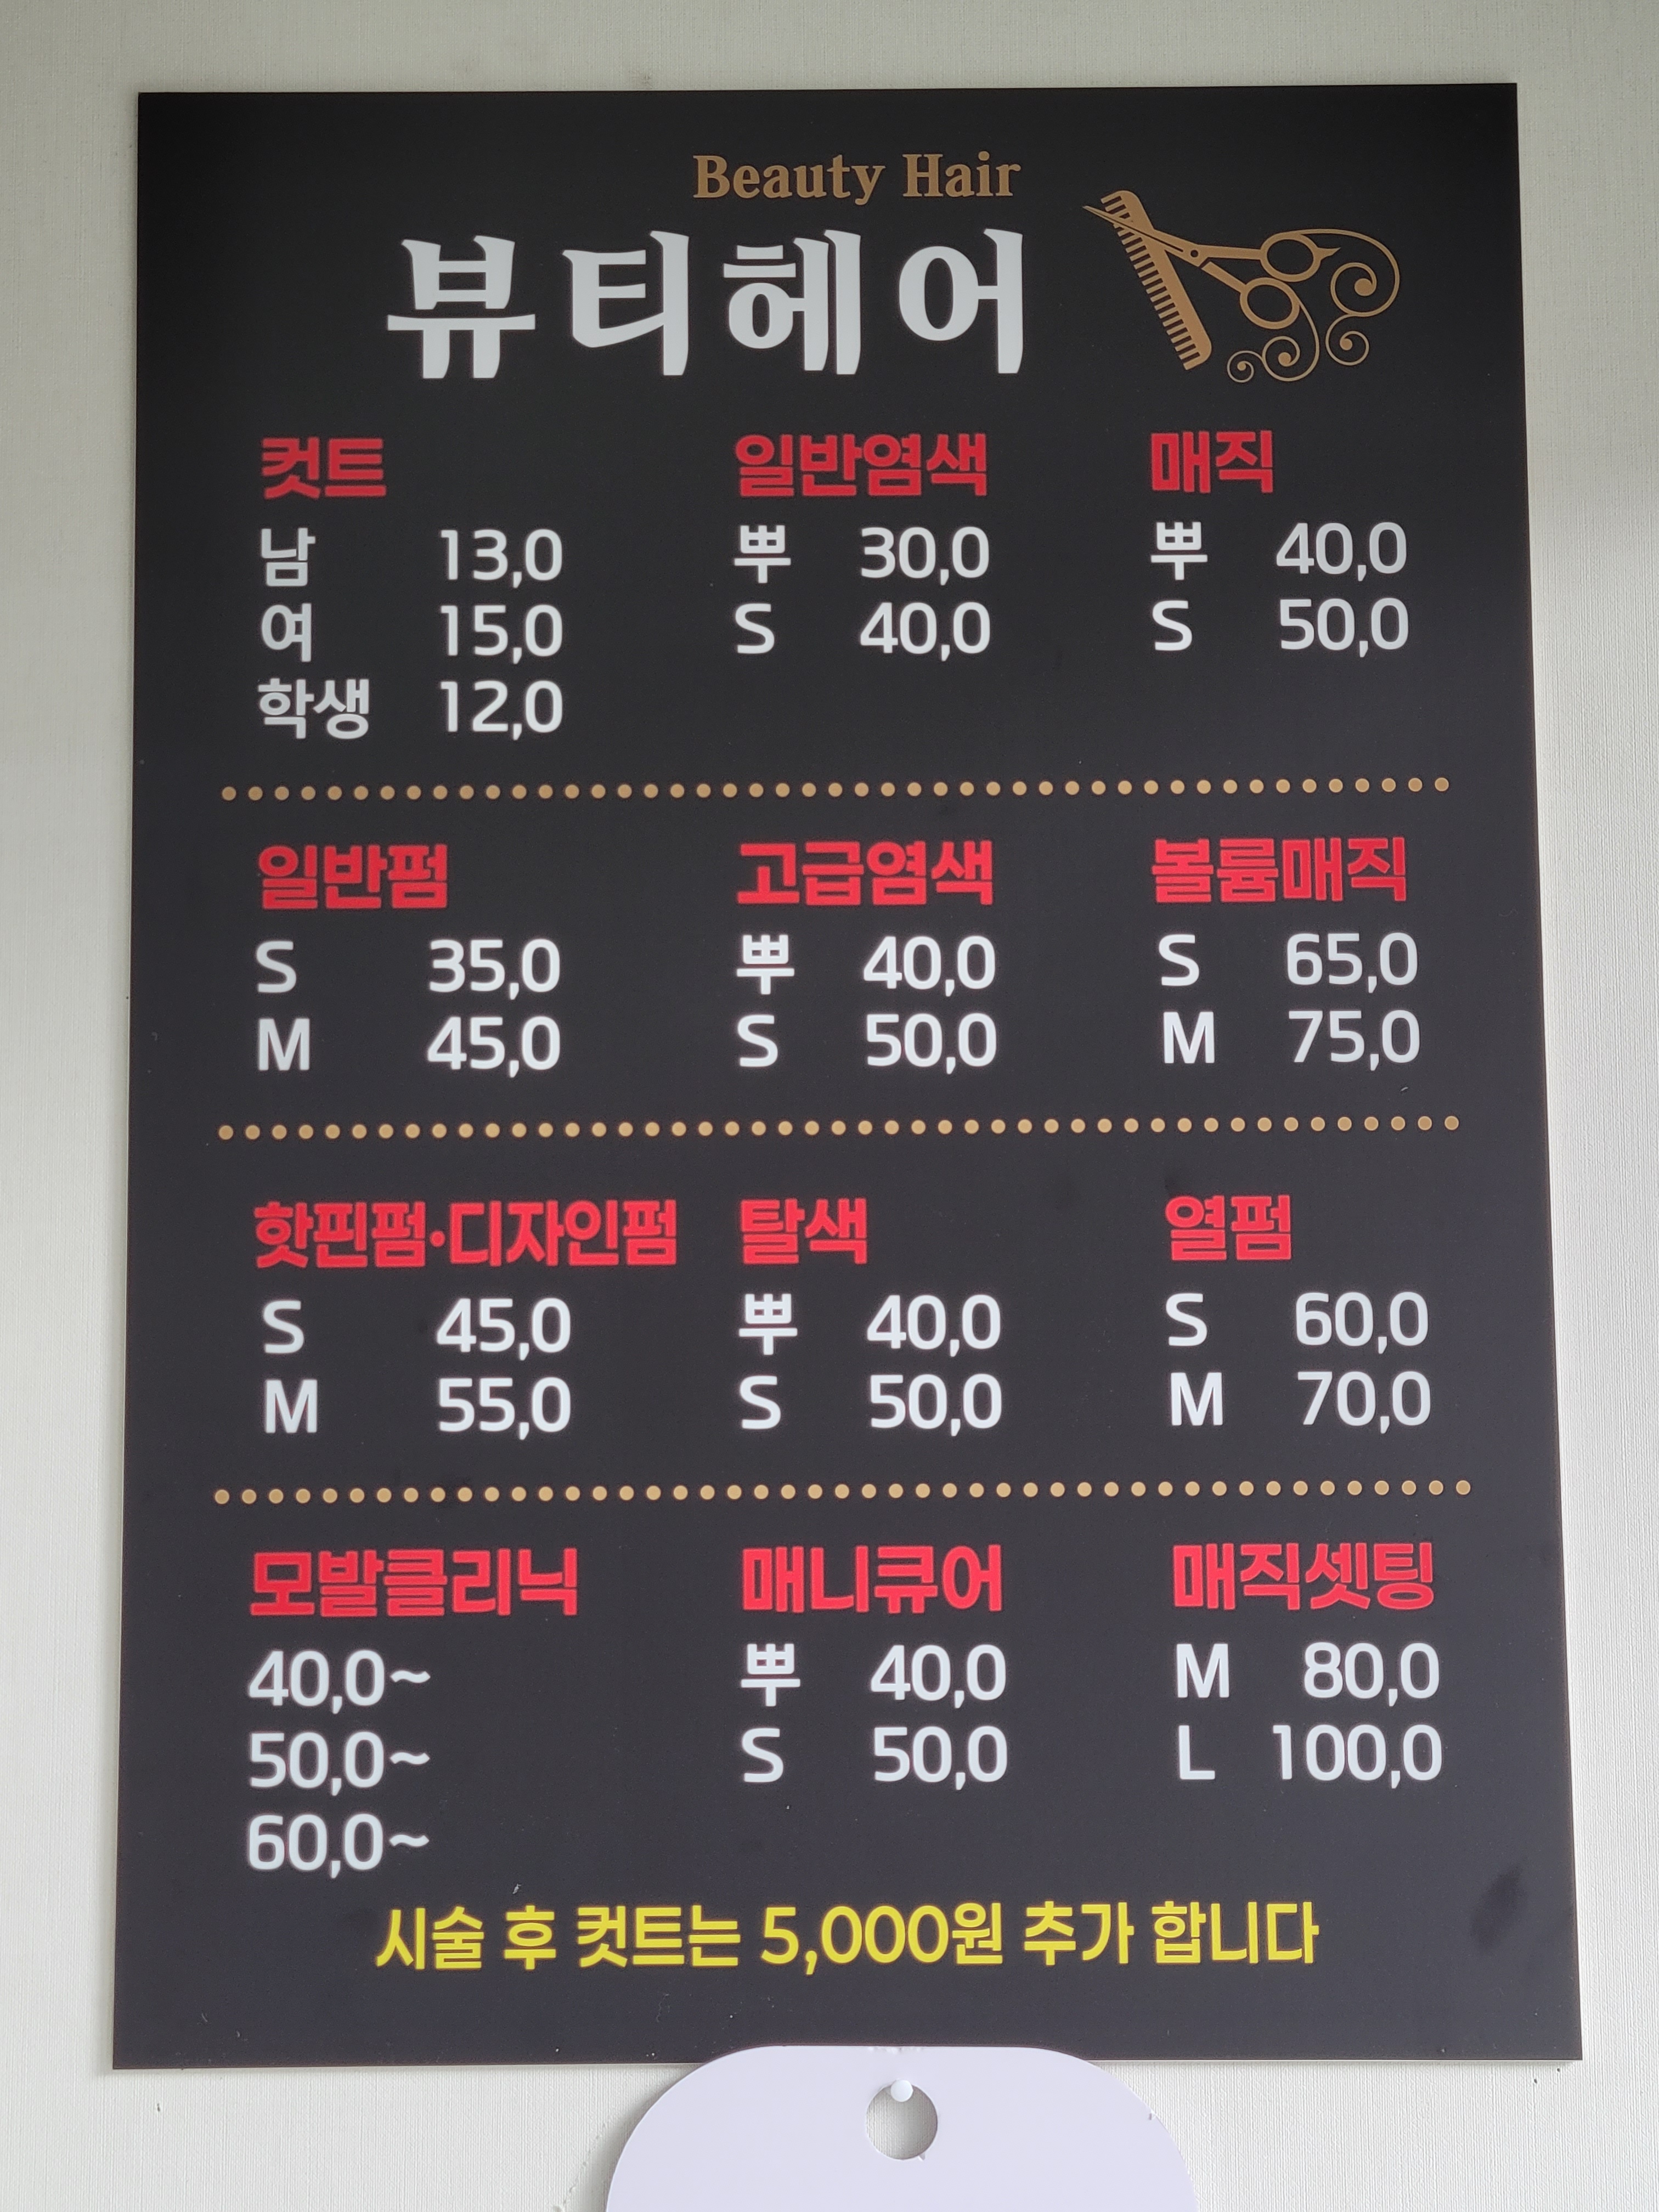 Beauty Hair
뷰티헤어
컷트
남 13,0
여 15,0
학생 12,0
일반염색
뿌 30,0
S 40,0
매직
뿌 40,0
S 50,0
일반펌
S 35,0
M 45,0
고급염색
뿌 40,0
S 50,0
볼륨매직
S 65,0
M 75,0
핫핀펌·디자인펌
S 45,0
M 55,0
탈색
뿌 40,0
S 50,0
열펌
S 60,0
M 70,0
모발클리닉
40,0~
50,0~
60,0~
매니큐어
뿌 40,0
S 50,0
매직셋팅
M 80,0
L 100,0
시술 후 컷트는 5,000원 추가 합니다